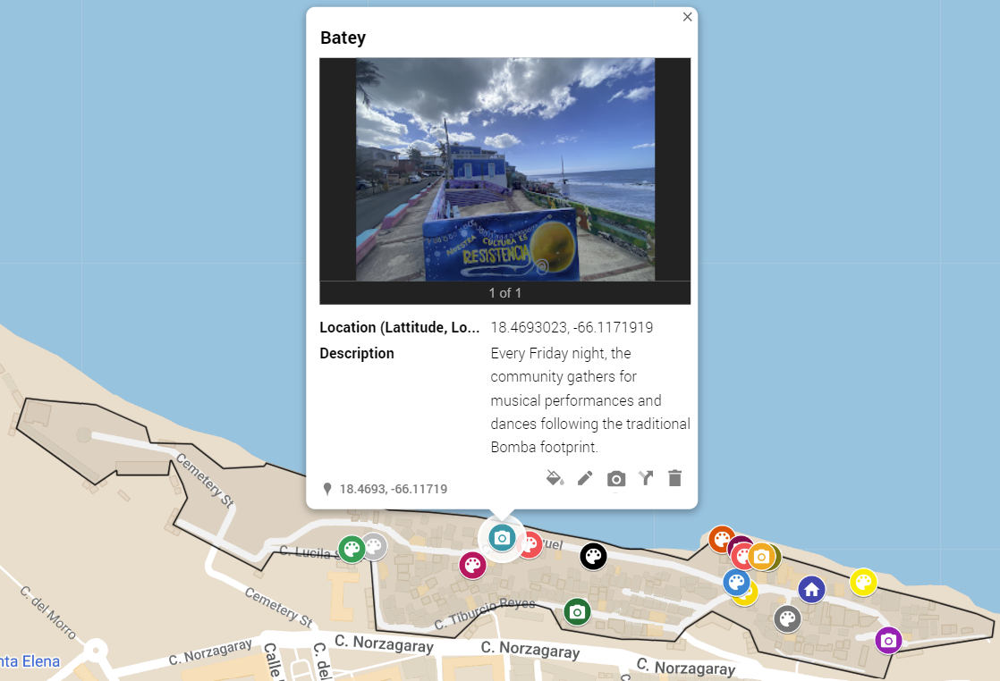 Batey
NUESTRA CULTURA ES
RESISTENCIA
1 of 1
Location (Lattitude, Lo... 18.4693023, -66.1171919
Description Every Friday night, the
community gathers for
musical performances and
dances following the traditional
Bomba footprint.
18.4693, -66.11719
Cemetery St
C. Lucila S
uel
C. Tiburcio Reyes
Cemetery St
C. del Morro
C. Norzagaray
C. Norzagaray
C. Norzagaray
C. Norzagaray
Calle
C. del
nta Elena